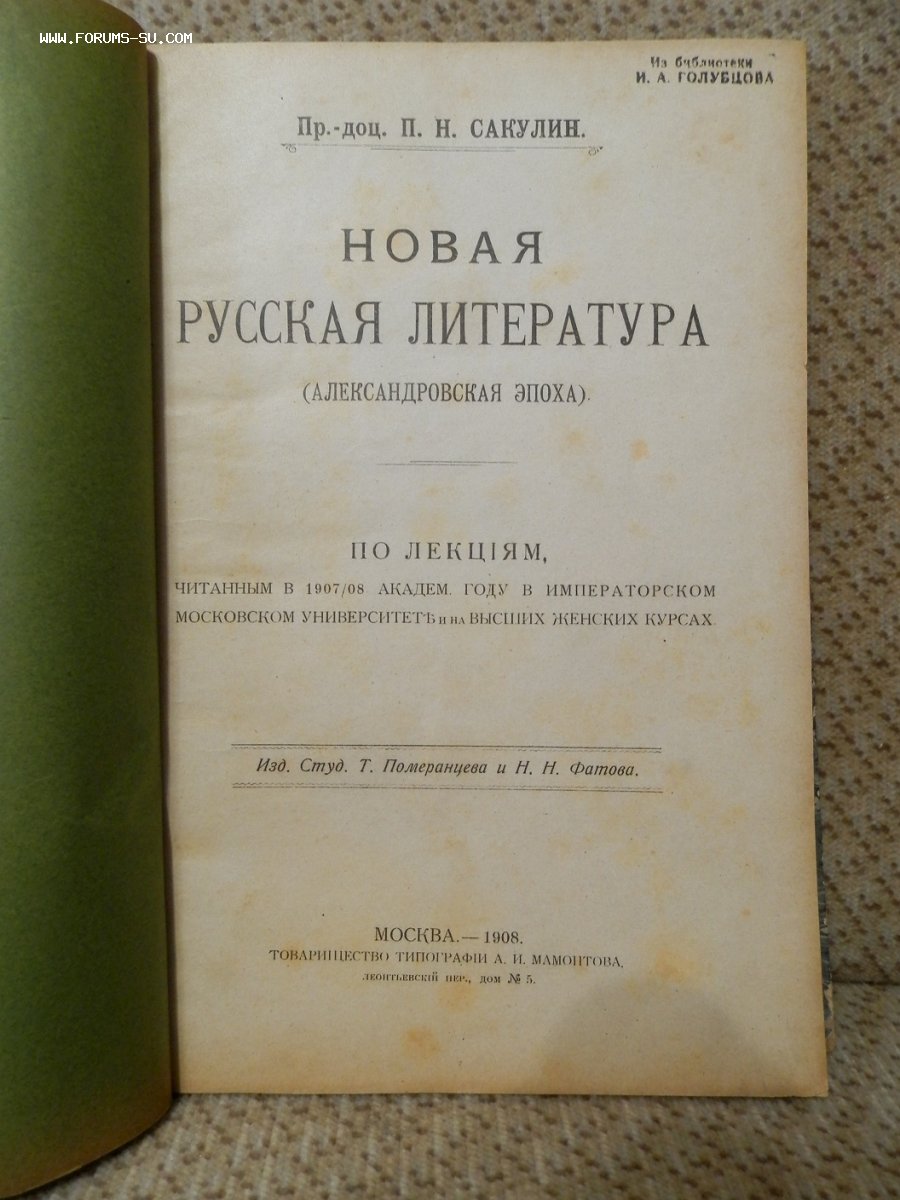 WWW.FORUMS-SU.COM
Из библиотеки
И. А. ГОЛУБЦОВА
Пр.-доц. П. Н. САКУЛИН.
НОВАЯ
РУССКАЯ ЛИТЕРАТУРА
(АЛЕКСАНДРОВСКАЯ ЭПОХА).
ПО ЛЕКЦІЯМ,
ЧИТАННЫМ В 1907/08 АКАДЕМ. ГОДУ В ИМПЕРАТОРСКОМ
МОСКОВСКОМ УНИВЕРСИТЕТѢ и на ВЫСШИХ ЖЕНСКИХ КУРСАХ.
Изд. Студ. Т. Померанцева и Н. Н. Фатова.
МОСКВА.—1908.
ТОВАРИЩЕСТВО ТИПОГРАФІИ А. И. МАМОНТОВА,
ЛЕОНТЬЕВСКІЙ ПЕР., ДОМ № 5.